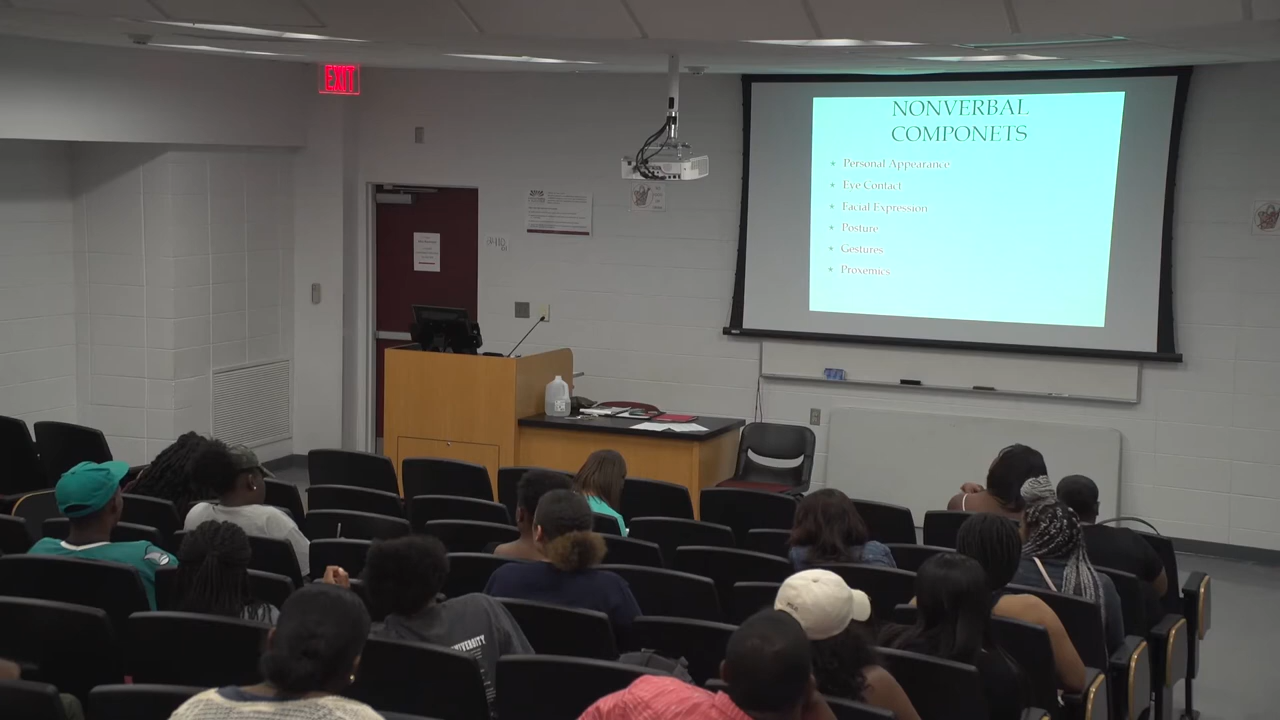 EXIT
NONVERBAL
COMPONETS
Personal Appearance
Eye Contact
Facial Expression
Posture
Gestures
Proxemics